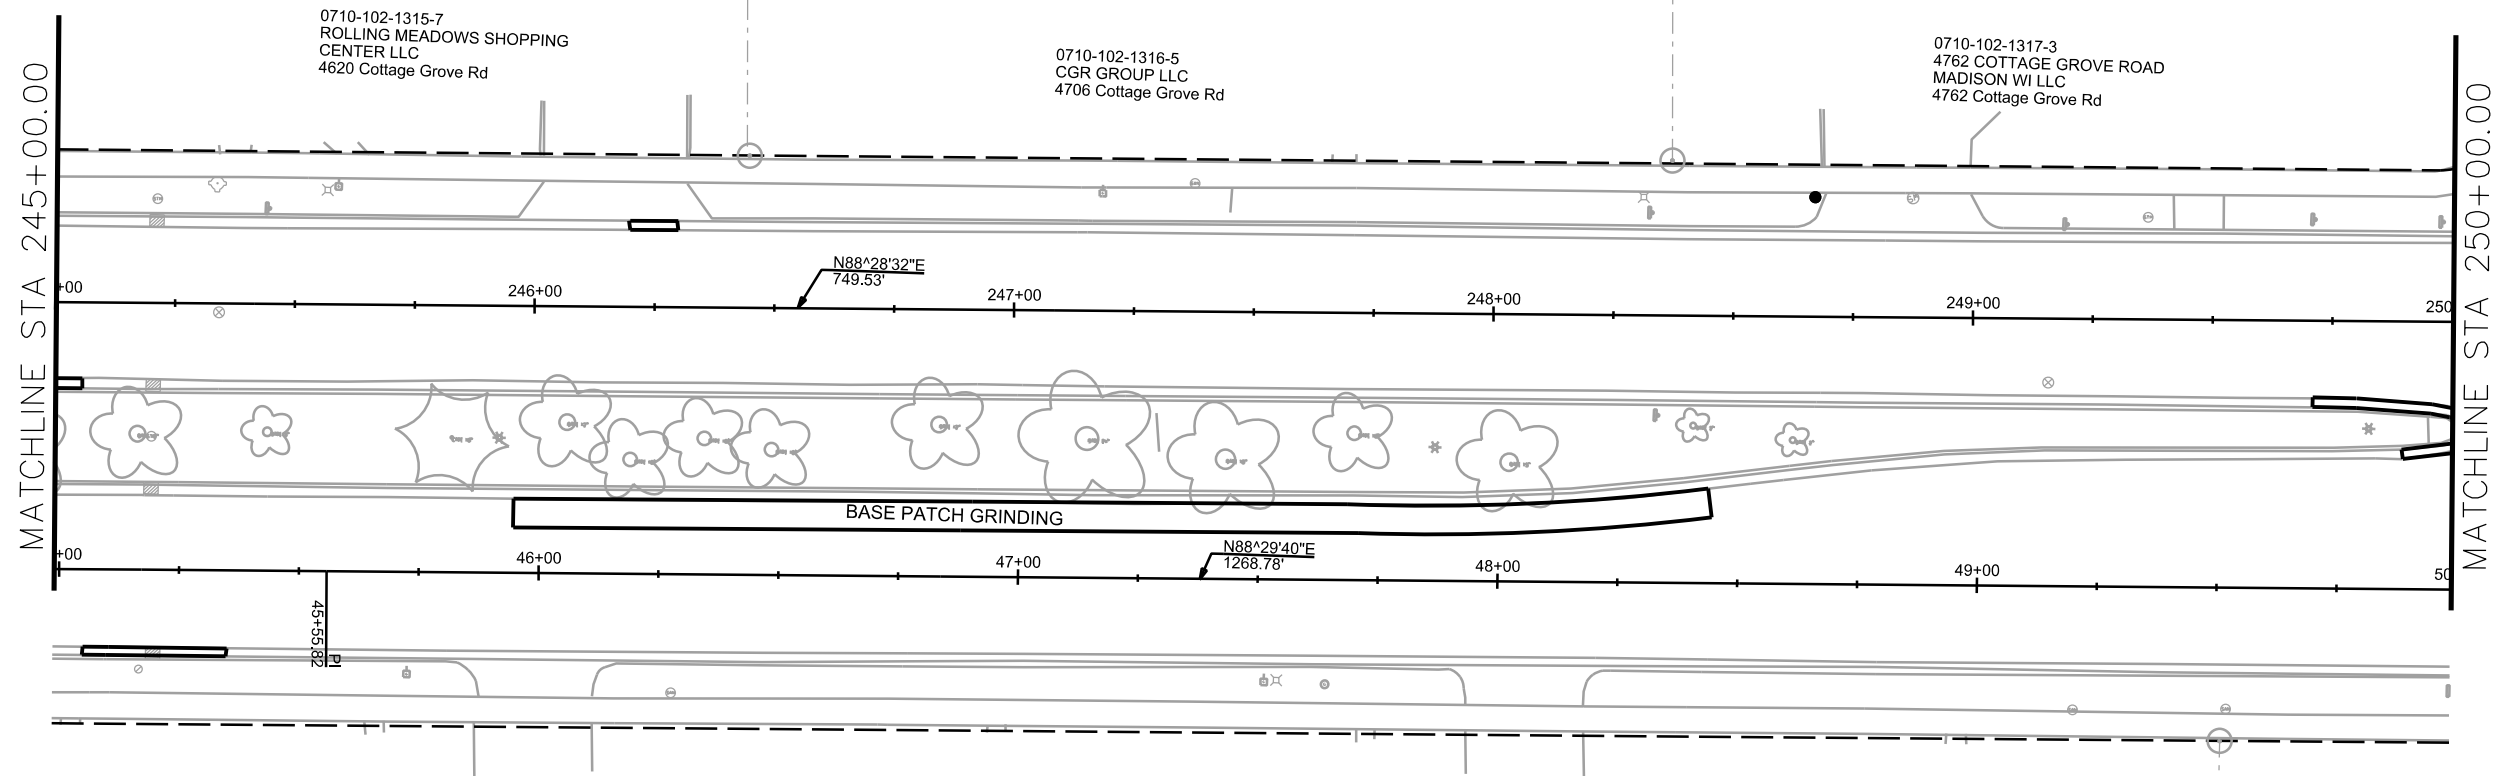 0710-102-1315-7
ROLLING MEADOWS SHOPPING
CENTER LLC
4620 Cottage Grove Rd
0710-102-1316-5
CGR GROUP LLC
4706 Cottage Grove Rd
0710-102-1317-3
4762 COTTAGE GROVE ROAD
MADISON WI LLC
4762 Cottage Grove Rd
MATCHLINE STA 245+00.00
MATCHLINE STA 250+00.00
N88^28'32"E
749.53'
+00
246+00
247+00
248+00
249+00
250
BASE PATCH GRINDING
N88^29'40"E
1268.78'
+00
46+00
47+00
48+00
49+00
50
PI
45+55.82